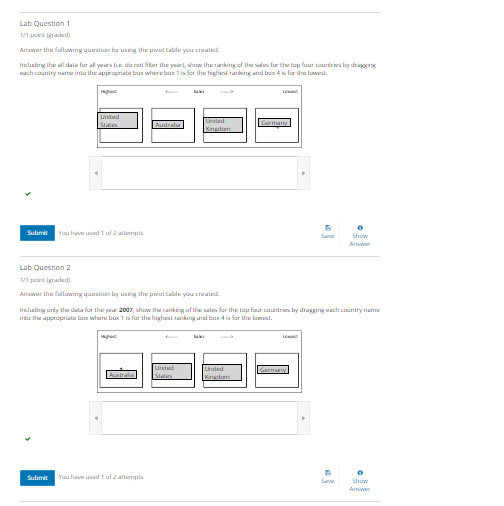 Lab Question 1
1/1 point (graded)
Answer the following question by using the pivot table you created.
Including the all data for all years (i.e. do not filter the year), show the ranking of the sales for the top four countries by dragging
each country name into the appropriate box where box 1 is for the highest ranking and box 4 is for the lowest.
Highest <---- Sales ----> Lowest
United States Australia United Kingdom Germany
Submit You have used 1 of 2 attempts Save Show Answer
Lab Question 2
1/1 point (graded)
Answer the following question by using the pivot table you created.
Including only the data for the year 2007, show the ranking of the sales for the top four countries by dragging each country name
into the appropriate box where box 1 is for the highest ranking and box 4 is for the lowest.
Highest <---- Sales ----> Lowest
Australia United States United Kingdom Germany
Submit You have used 1 of 2 attempts Save Show Answer